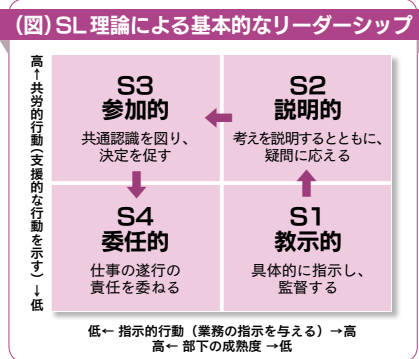 (図)SL理論による基本的なリーダーシップ
高←共労的行動(支援的な行動を示す)→低
S3
参加的
共通認識を図り、
決定を促す
S2
説明的
考えを説明するとともに、
疑問に応える
S4
委任的
仕事の遂行の
責任を委ねる
S1
教示的
具体的に指示し、
監督する
低← 指示的行動(業務の指示を与える)→高
高← 部下の成熟度 →低